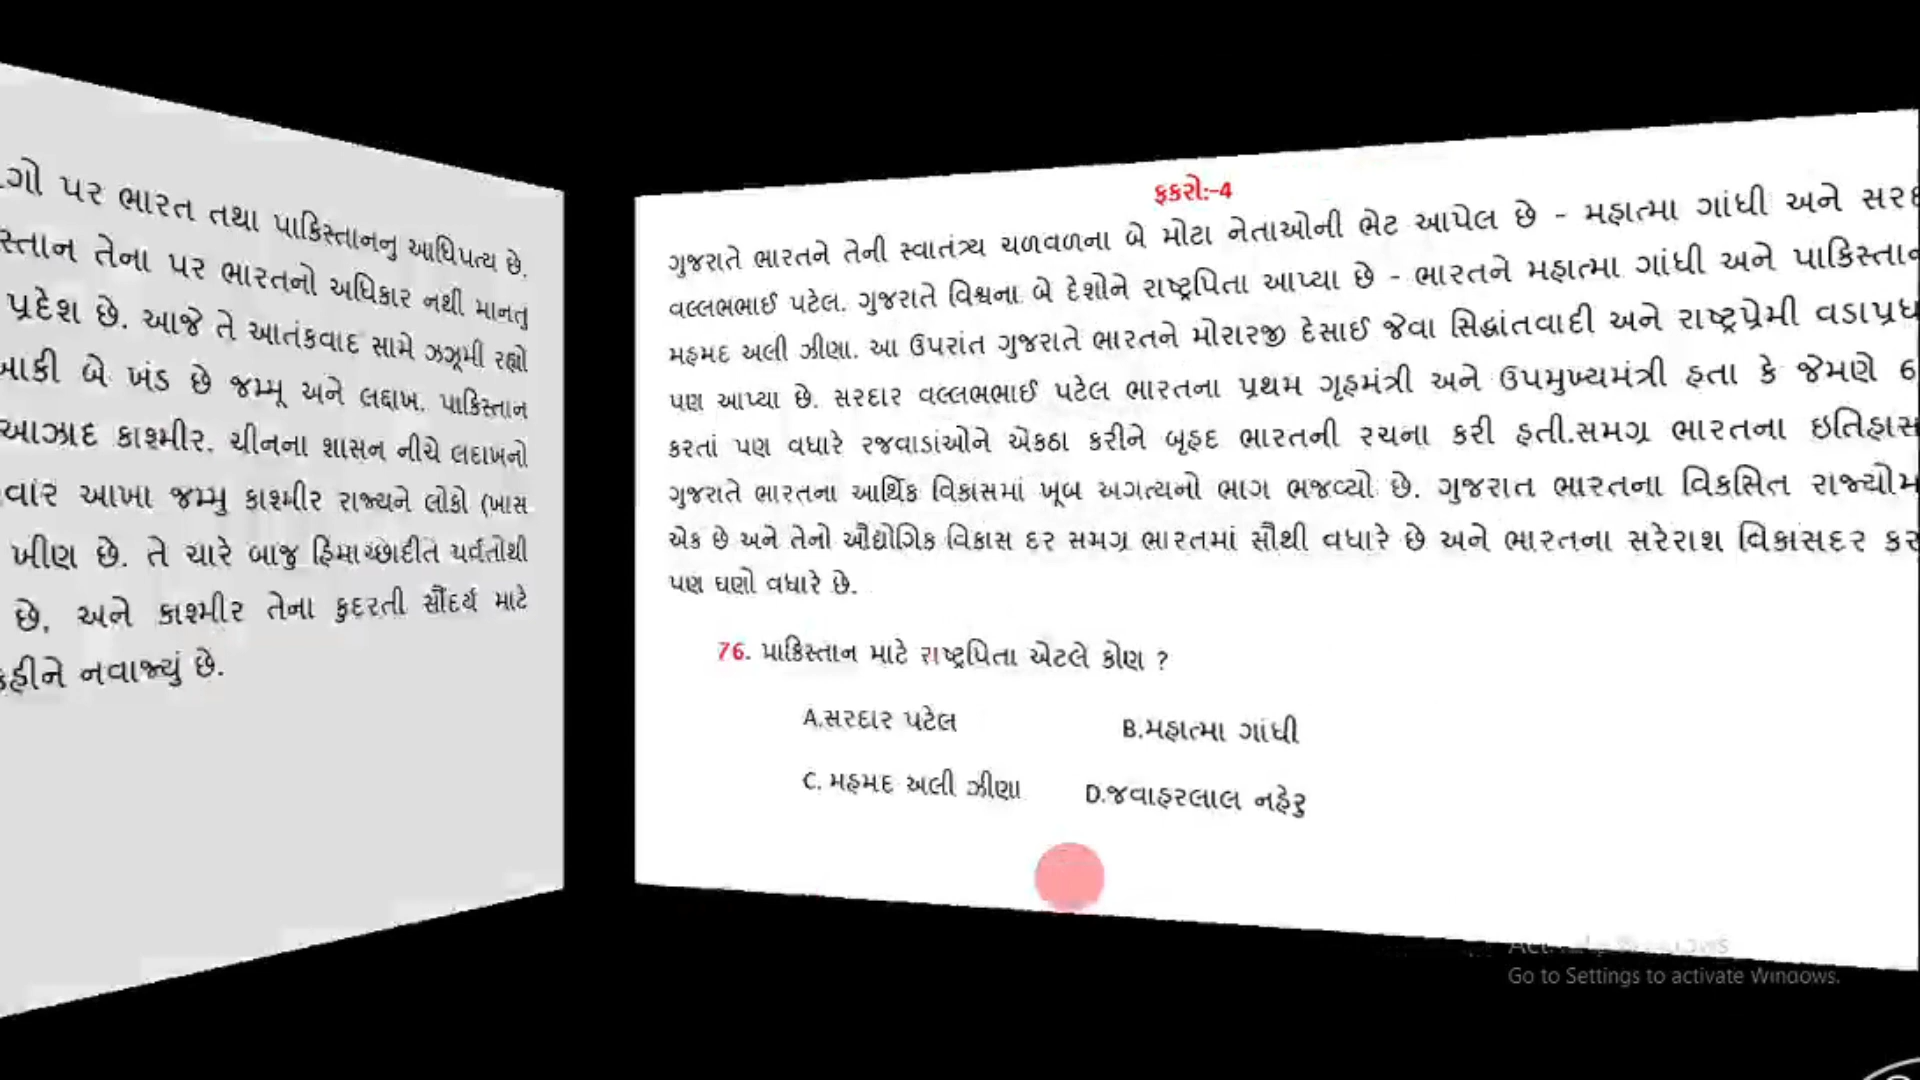 ગો પર ભારત તથા પાકિસ્તાનનુ આધિપત્ય છે.
તેના પર ભારતનો અધિકાર નથી માનતુ
પ્રદેશ છે. આજે તે આતંકવાદ સામે ઝઝૂમી રહ્યો
બે ખંડ છે જમ્મૂ અને લદ્દાખ. પાકિસ્તાન
આઝાદ કાશ્મીર. ચીનના શાસન નીચે લદાખનો
વાર આખા જમ્મુ કાશ્મીર રાજ્યને લોકો (ખાસ
ખીણ છે. તે ચારે બાજુ હિમાચ્છાદીત પર્વતોથી
છે. અને કાશ્મીર તેના કુદરતી સૌંદર્ય માટે
નવાજ્યું છે.
ફકરો:-4
ગુજરાતે ભારતને તેની સ્વાતંત્ર્ય ચળવળના બે મોટા નેતાઓની ભેટ આપેલ છે - મહાત્મા ગાંધી અને
વલ્લભભાઈ પટેલ. ગુજરાતે વિશ્વના બે દેશોને રાષ્ટ્રપિતા આપ્યા છે - ભારતને મહાત્મા ગાંધી અને
મહમદ અલી ઝીણા. આ ઉપરાંત ગુજરાતે ભારતને મોરારજી દેસાઈ જેવા સિદ્ધાંતવાદી અને રાષ્ટ્રપ્રેમી
પણ આપ્યા છે. સરદાર વલ્લભભાઈ પટેલ ભારતના પ્રથમ ગૃહમંત્રી અને ઉપમુખ્યમંત્રી હતા કે જેમણે 6
કરતાં પણ વધારે રજવાડાંઓને એકઠા કરીને બૃહદ ભારતની રચના કરી હતી.સમગ્ર ભારતના
ગુજરાતે ભારતના આર્થિક વિકાસમાં ખૂબ અગત્યનો ભાગ ભજવ્યો છે. ગુજરાત ભારતના વિકસિત
એક છે અને તેનો ઔદ્યોગિક વિકાસ દર સમગ્ર ભારતમાં સૌથી વધારે છે અને ભારતના સરેરાશ વિકાસદર
પણ ઘણો વધારે છે.
76. પાકિસ્તાન માટે રાષ્ટ્રપિતા એટલે કોણ ?
A.સરદાર પટેલ B.મહાત્મા ગાંધી
C. મહમદ અલી ઝીણા D.જવાહરલાલ નહેરુ
Go to Settings to activate Windows.